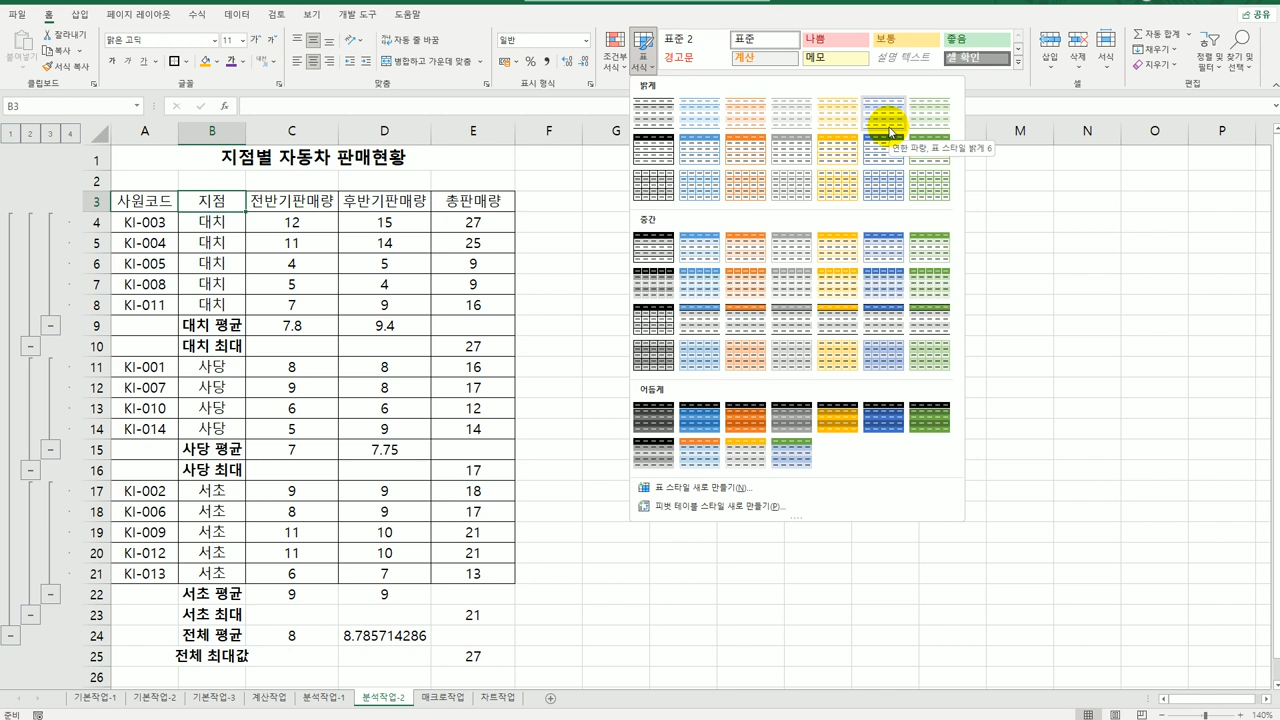 파일 홈 삽입 페이지 레이아웃 수식 데이터 검토 보기 개발 도구 도움말 공유
붙여넣기 잘라내기 복사 서식 복사 클립보드
맑은 고딕 11 가 가 가 글꼴
자동 줄 바꿈 병합하고 가운데 맞춤 맞춤
일반 % 표시 형식
조건부 서식 표 서식
표준 2 표준 나쁨 보통 좋음
경고문 계산 메모 설명 텍스트 셀 확인
삽입 삭제 서식 셀
자동 합계 채우기 지우기 정렬 및 필터 찾기 및 선택 편집
B3 fx
1 2 3 4
A B C D E F G M N O P
1 지점별 자동차 판매현황
2
3 사원코드 지점 전반기판매량 후반기판매량 총판매량
4 KI-003 대치 12 15 27
5 KI-004 대치 11 14 25
6 KI-005 대치 4 5 9
7 KI-008 대치 5 4 9
8 KI-011 대치 7 9 16
9 대치 평균 7.8 9.4
10 대치 최대 27
11 KI-001 사당 8 8 16
12 KI-007 사당 9 8 17
13 KI-010 사당 6 6 12
14 KI-014 사당 5 9 14
15 사당 평균 7 7.75
16 사당 최대 17
17 KI-002 서초 9 9 18
18 KI-006 서초 8 9 17
19 KI-009 서초 11 10 21
20 KI-012 서초 11 10 21
21 KI-013 서초 6 7 13
22 서초 평균 9 9
23 서초 최대 21
24 전체 평균 8 8.785714286
25 전체 최대값 27
26
밝게
연한 파랑, 표 스타일 밝게 6
중간
어둡게
표 스타일 새로 만들기(N)...
피벗 테이블 스타일 새로 만들기(P)...
기본작업-1 기본작업-2 기본작업-3 계산작업 분석작업-1 분석작업-2 매크로작업 차트작업
준비 140%